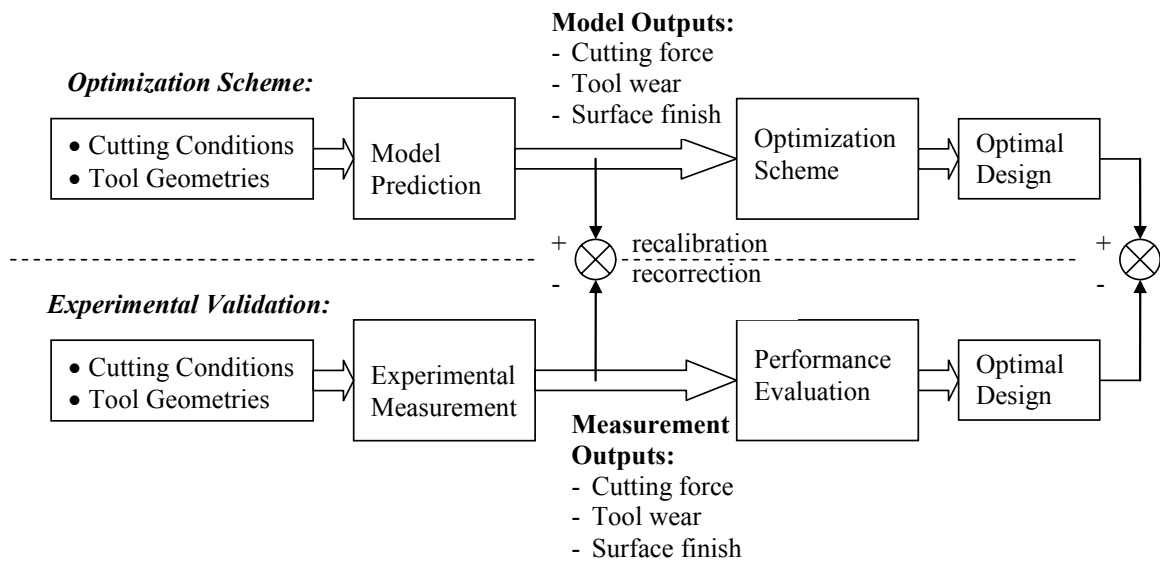 Model Outputs:
- Cutting force
- Tool wear
- Surface finish
Optimization Scheme:
• Cutting Conditions
• Tool Geometries
Model
Prediction
Optimization
Scheme
Optimal
Design
+
recalibration
+
-
recorrection
-
Experimental Validation:
• Cutting Conditions
• Tool Geometries
Experimental
Measurement
Performance
Evaluation
Optimal
Design
Measurement
Outputs:
- Cutting force
- Tool wear
- Surface finish